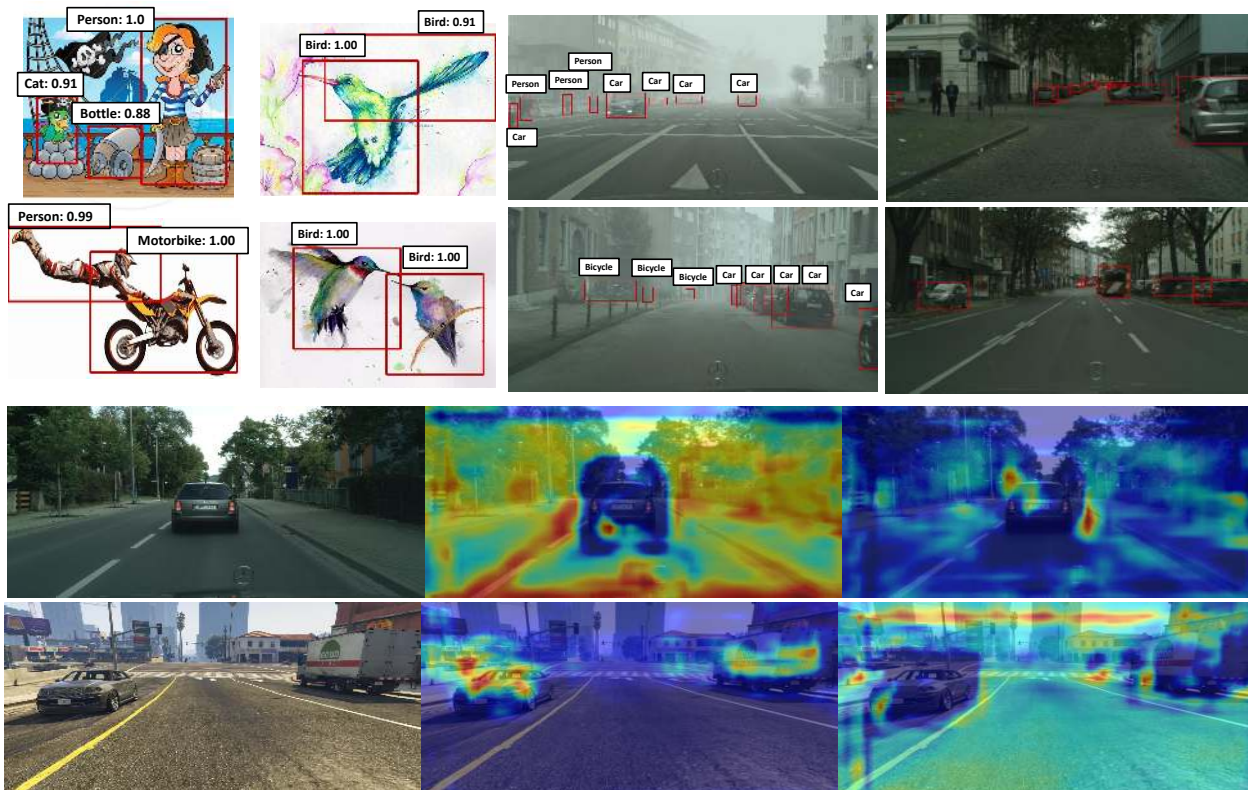 Person: 1.0
Cat: 0.91
Bottle: 0.88
Bird: 0.91
Bird: 1.00
Person
Person
Person
Car
Car
Car
Car
Car
Person: 0.99
Motorbike: 1.00
Bird: 1.00
Bird: 1.00
Bicycle
Bicycle
Bicycle
Car
Car
Car
Car
Car